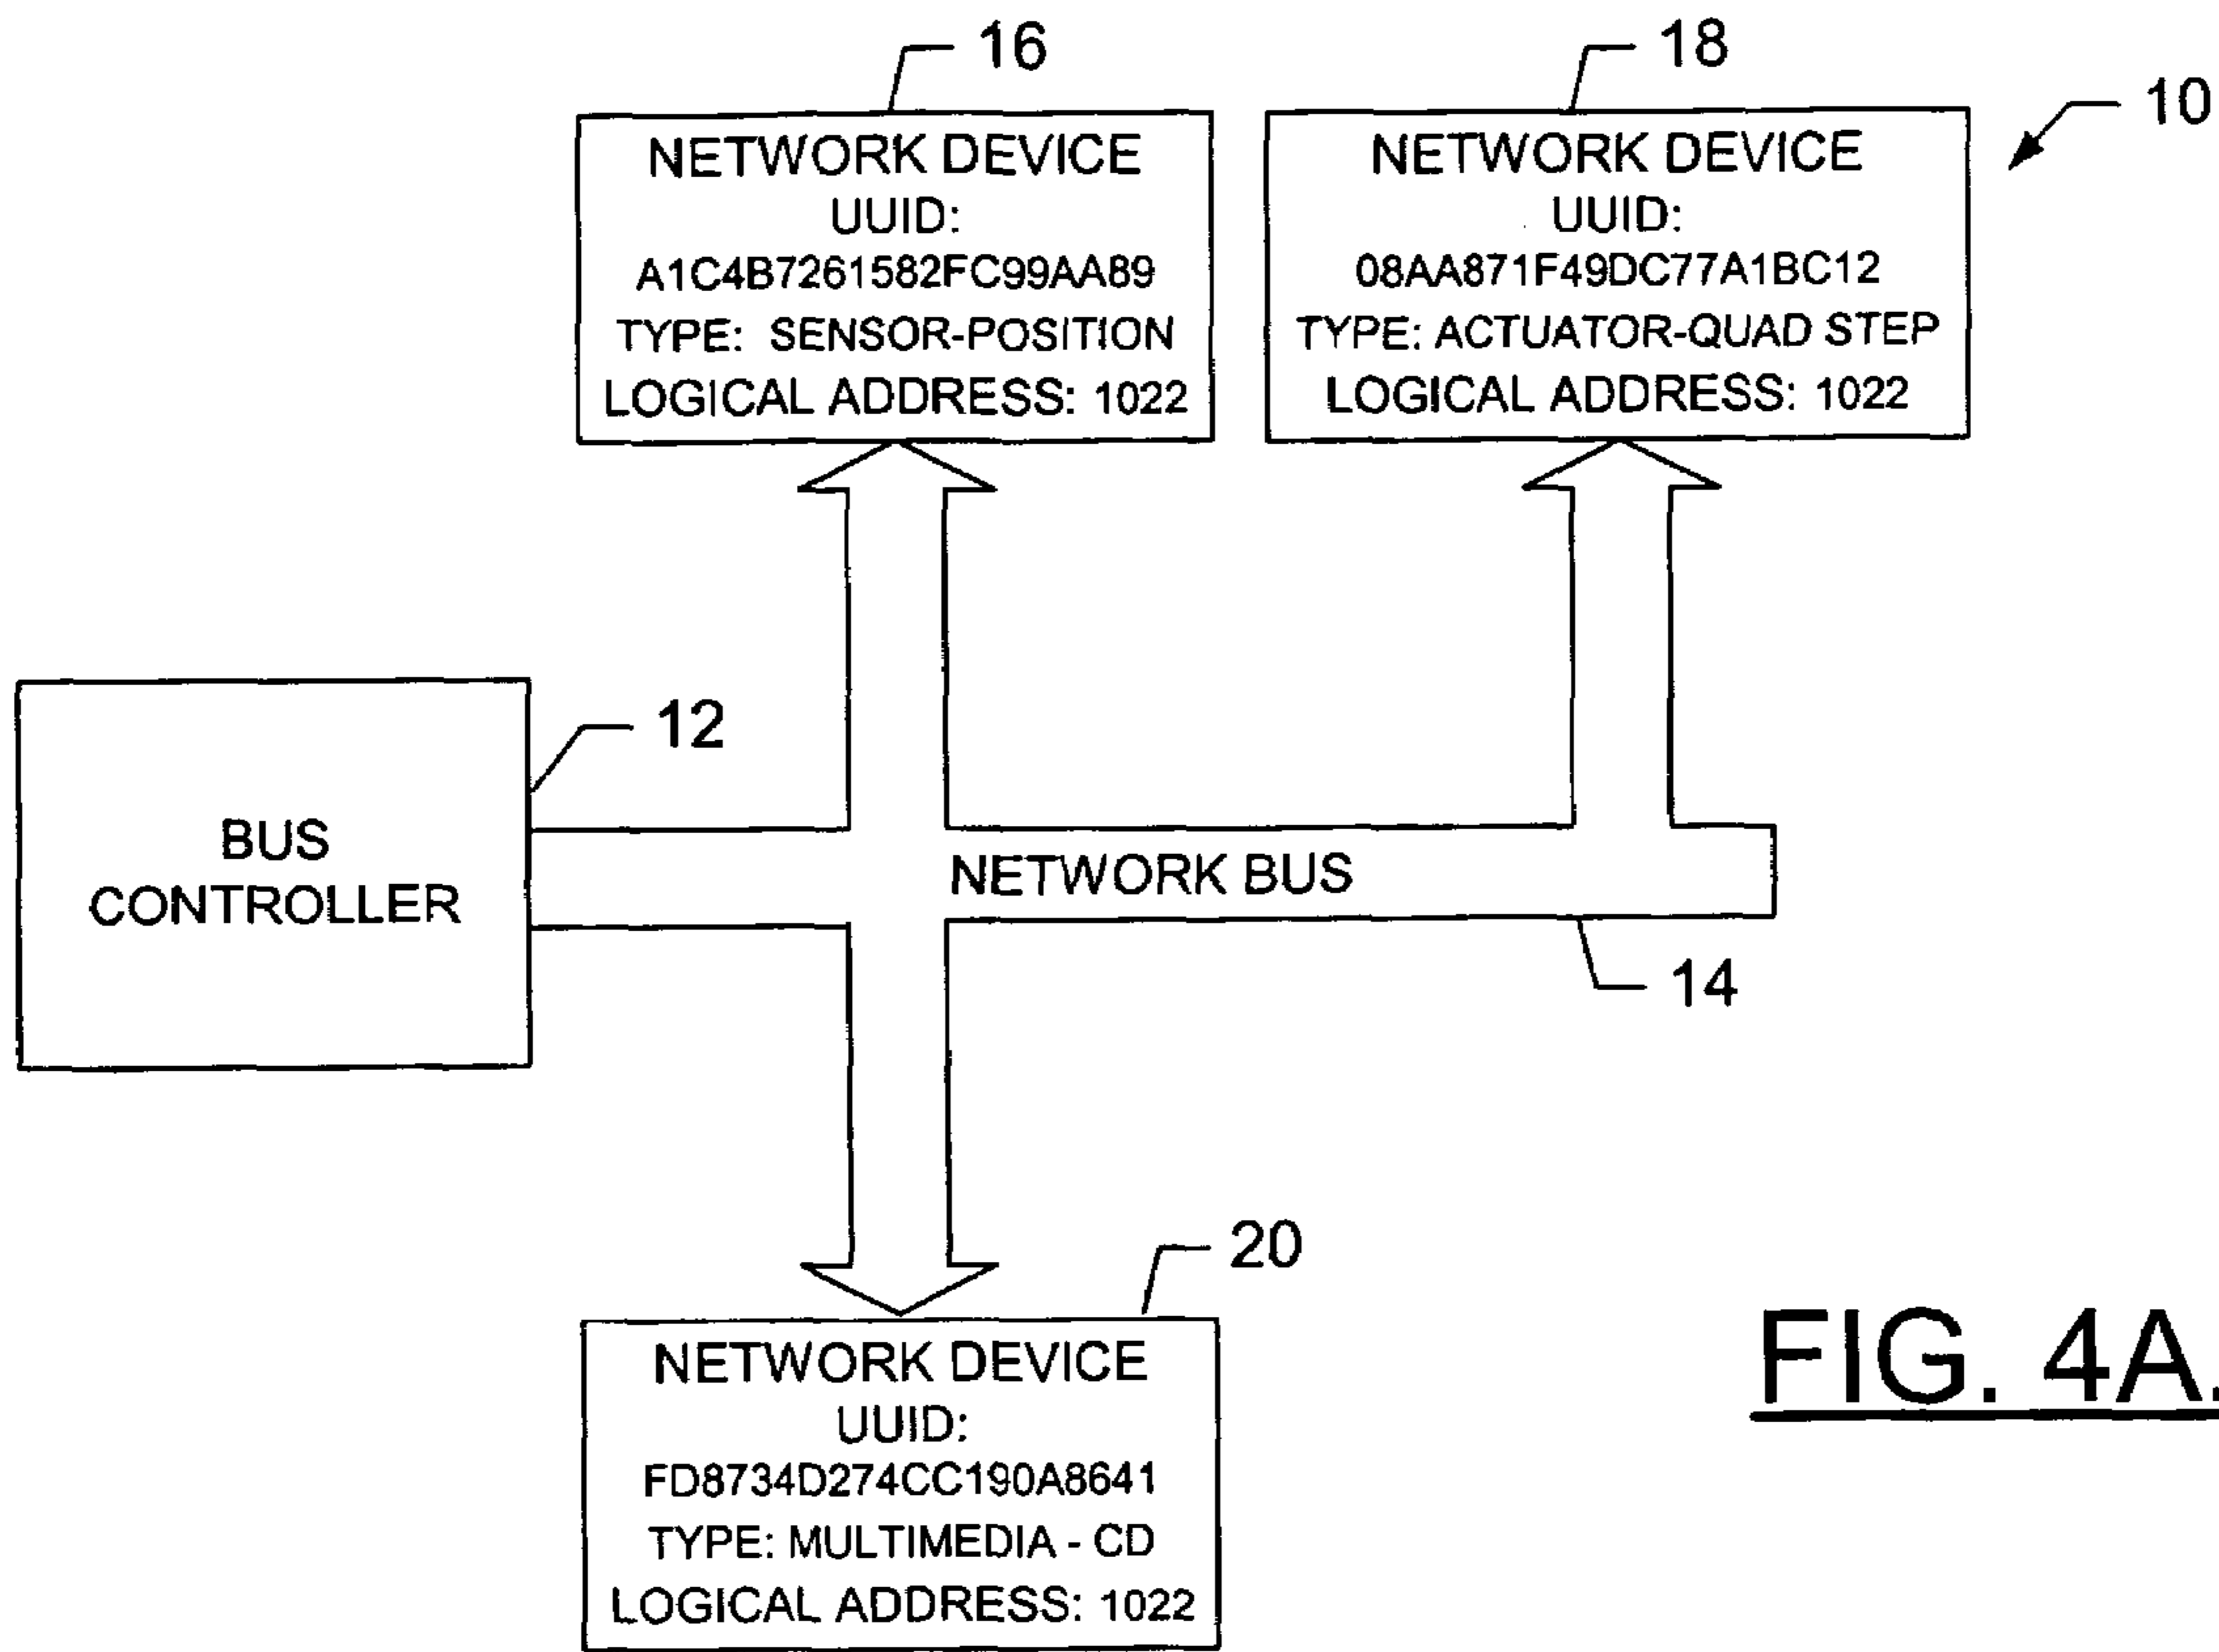 16
18
10
NETWORK DEVICE
UUID:
A1C4B7261582FC99AA89
TYPE: SENSOR-POSITION
LOGICAL ADDRESS: 1022
NETWORK DEVICE
UUID:
08AA871F49DC77A1BC12
TYPE: ACTUATOR-QUAD STEP
LOGICAL ADDRESS: 1022
12
BUS
CONTROLLER
NETWORK BUS
14
20
NETWORK DEVICE
UUID:
FD8734D274CC190A8641
TYPE: MULTIMEDIA - CD
LOGICAL ADDRESS: 1022
FIG. 4A.